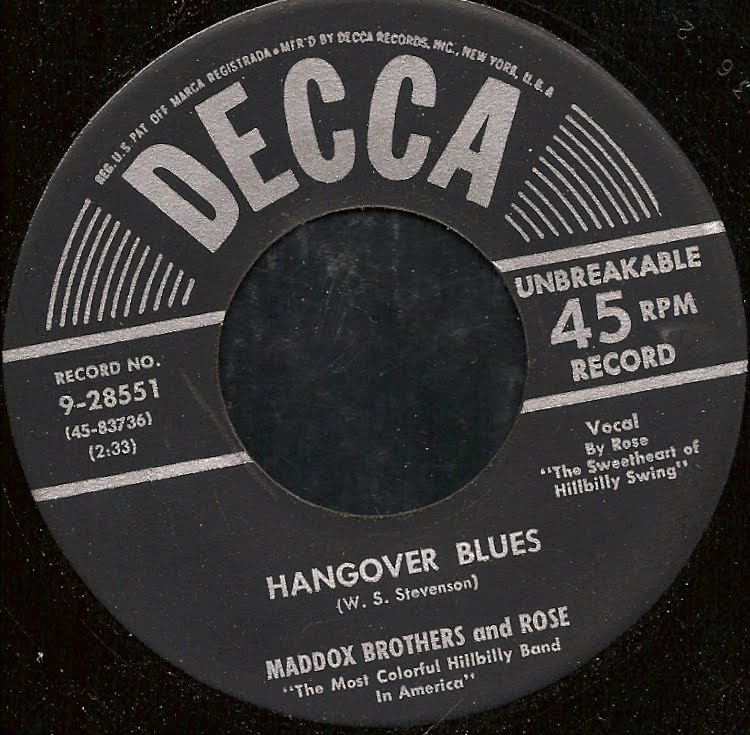 REG. U.S. PAT OFF MARCA REGISTRADA • MF'R'D BY DECCA RECORDS, INC., NEW YORK, U.S.A
DECCA
UNBREAKABLE
45 RPM
RECORD
RECORD NO.
9-28551
(45-83736)
(2:33)
Vocal
By Rose
"The Sweetheart of
Hillbilly Swing"
HANGOVER BLUES
(W. S. Stevenson)
MADDOX BROTHERS and ROSE
"The Most Colorful Hillbilly Band
In America"